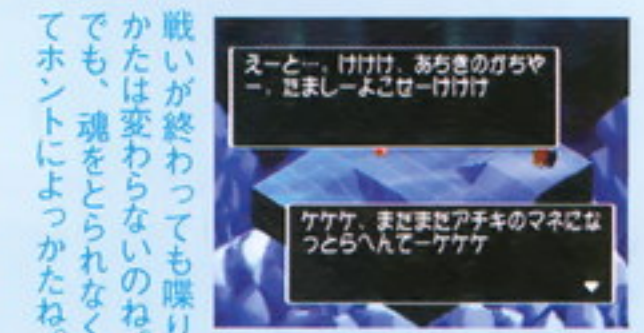 戦いが終わっても喋り
かたは変わらないのね。
でも、魂をとられなく
てホントによっかたね。
えーと…。けけけ、あちきのがちや
ー。たましーよこせーけけけ
ケケケ、まだまだアチキのマネにな
っとらへんてーケケケ